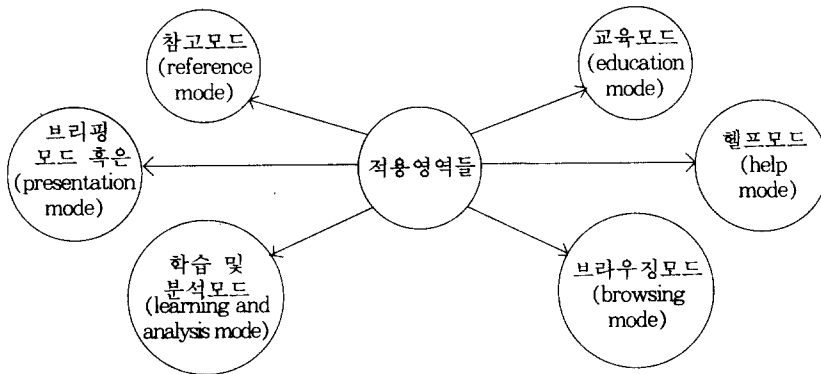 참고모드
(reference
mode)
교육모드
(education
mode)
브리핑
모드 혹은
(presentation
mode)
적용영역들
헬프모드
(help
mode)
학습 및
분석모드
(learning and
analysis mode)
브라우징모드
(browsing
mode)